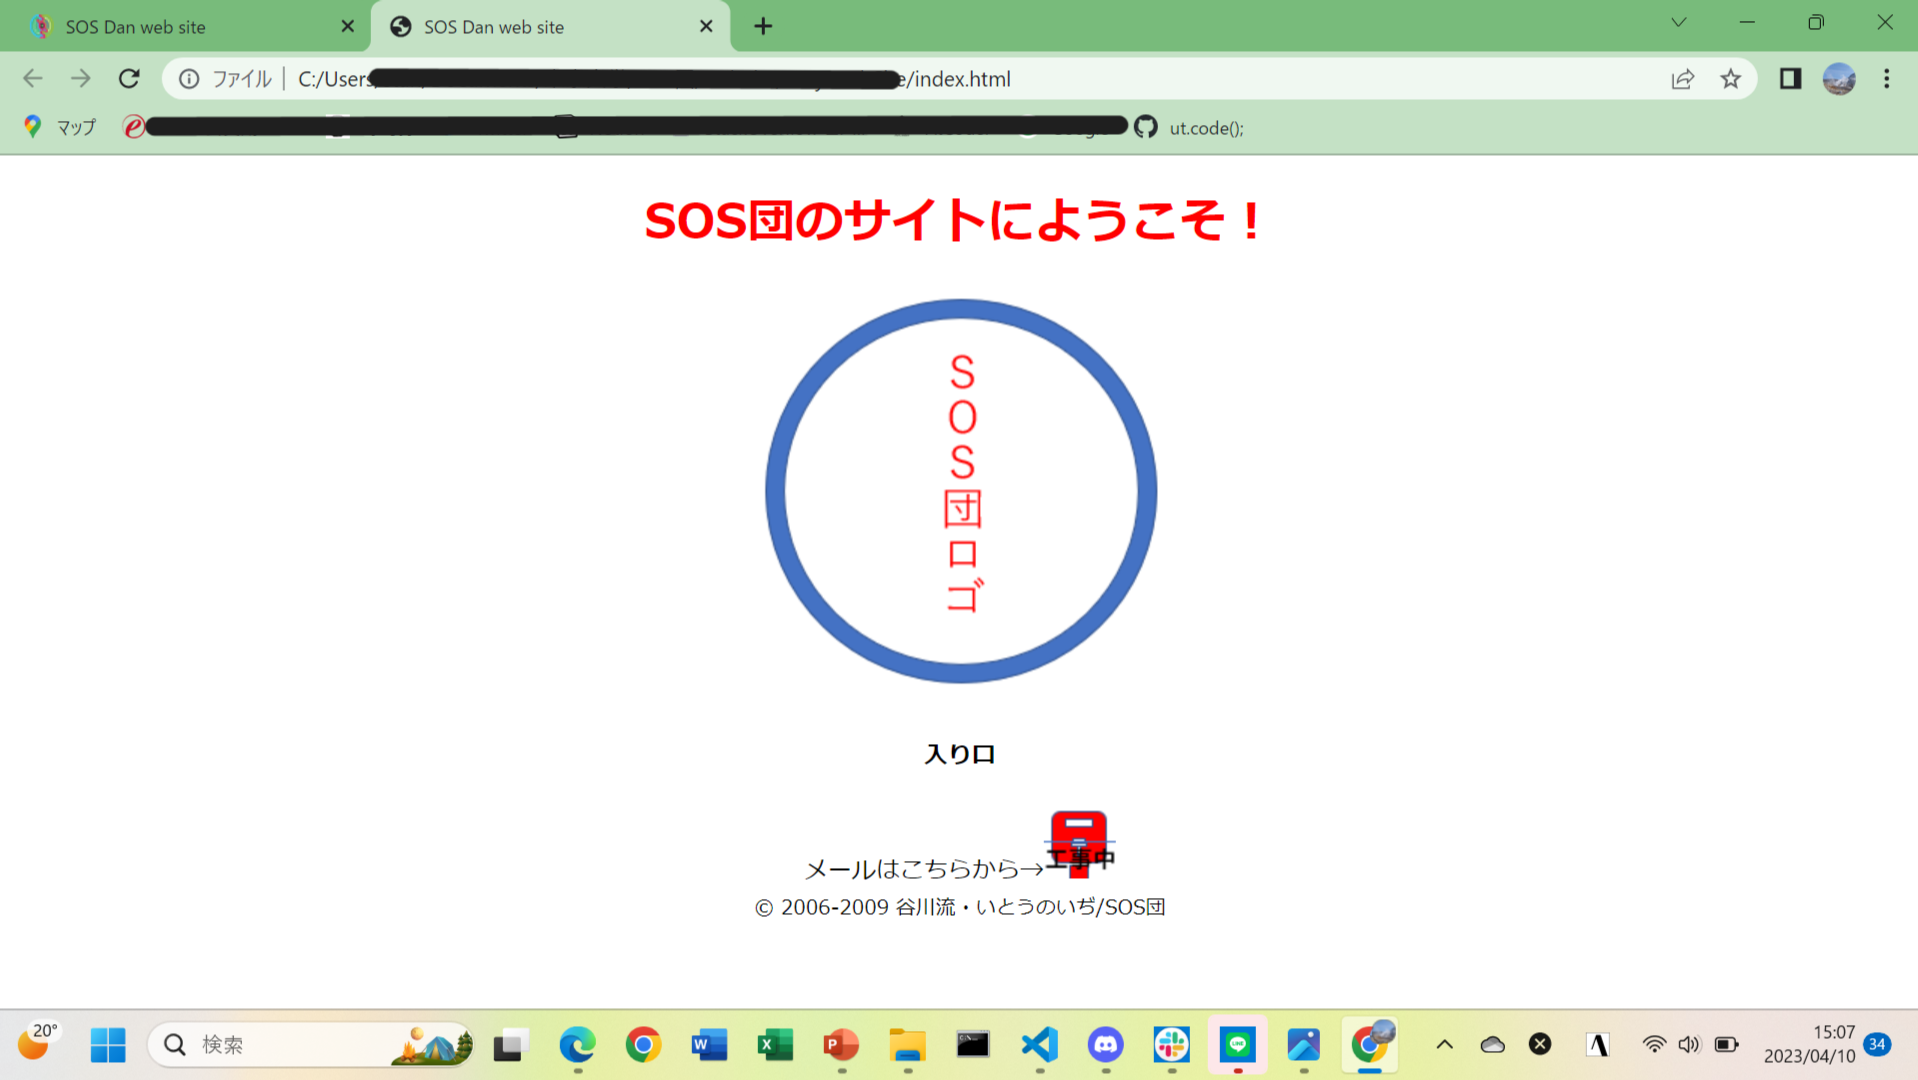 SOS Dan web site
SOS Dan web site
ファイル C:/Users
e/index.html
マップ
ut.code();
SOS団のサイトにようこそ！
SOS団ロゴ
入り口
工事中
メールはこちらから→
© 2006-2009 谷川流・いとうのいぢ/SOS団
20°
検索
15:07
2023/04/10
34